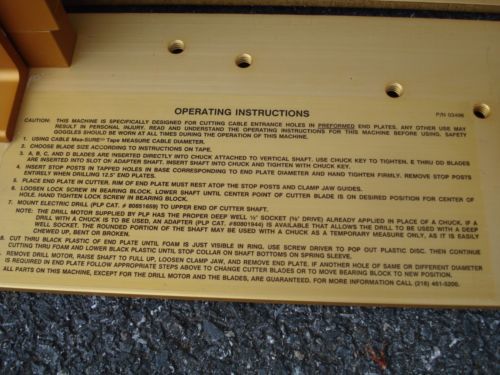 OPERATING INSTRUCTIONS
P/N 03496
CAUTION: THIS MACHINE IS SPECIFICALLY DESIGNED FOR CUTTING CABLE ENTRANCE HOLES IN PREFORMED END PLATES. ANY OTHER USE MAY
RESULT IN PERSONAL INJURY. READ AND UNDERSTAND THE OPERATING INSTRUCTIONS FOR THIS MACHINE BEFORE USING. SAFETY
GOGGLES SHOULD BE WORN AT ALL TIMES DURING THE OPERATION OF THIS MACHINE.
1. USING CABLE Mea-SURE™ Tape MEASURE CABLE DIAMETER.
2. CHOOSE BLADE SIZE ACCORDING TO INSTRUCTIONS ON TAPE.
3. A, B, C, AND D BLADES ARE INSERTED DIRECTLY INTO CHUCK ATTACHED TO VERTICAL SHAFT. USE CHUCK KEY TO TIGHTEN. E THRU DD BLADES
ARE INSERTED INTO SLOT OF ADAPTER SHAFT. INSERT SHAFT INTO CHUCK AND TIGHTEN WITH CHUCK KEY.
4. INSERT STOP POSTS IN TAPPED HOLES IN BASE CORRESPONDING TO END PLATE DIAMETER AND HAND TIGHTEN FIRMLY. REMOVE STOP POSTS
ENTIRELY WHEN DRILLING 12.5" END PLATES.
5. PLACE END PLATE IN CUTTER. RIM OF END PLATE MUST REST ATOP THE STOP POSTS AND CLAMP JAW GUIDES.
6. LOOSEN LOCK SCREW IN BEARING BLOCK. LOWER SHAFT UNTIL CENTER POINT OF CUTTER BLADE IS ON DESIRED POSITION FOR CENTER OF
HOLE. HAND TIGHTEN LOCK SCREW IN BEARING BLOCK.
7. MOUNT ELECTRIC DRILL (PLP CAT. # 80851659) TO UPPER END OF SHAFT.
NOTE: THE DRILL MOTOR SUPPLIED BY PLP HAS THE PROPER DEEP WELL ½" SOCKET (⅜" DRIVE) ALREADY APPLIED IN PLACE OF A CHUCK. IF A
DRILL WITH A CHUCK IS TO BE USED, AN ADAPTER (PLP CAT. #80801944) IS AVAILABLE THAT ALLOWS THE DRILL TO BE USED WITH A DEEP
WELL SOCKET. THE ROUNDED PORTION OF THE SHAFT MAY BE USED WITH A CHUCK AS A TEMPORARY MEASURE ONLY, AS IT IS EASILY
CHEWED UP, BENT OR BROKEN.
8. CUT THRU BLACK PLASTIC OF END PLATE UNTIL FOAM IS JUST VISIBLE IN RING. USE SCREW DRIVER TO POP OUT PLASTIC DISC. THEN CONTINUE
CUTTING THRU FOAM AND LOWER BLACK PLASTIC UNTIL STOP COLLAR ON SHAFT BOTTOMS ON SPRING SLEEVE.
REMOVE DRILL MOTOR, RAISE SHAFT TO FULL UP, LOOSEN CLAMP JAW, AND REMOVE END PLATE. IF ANOTHER HOLE OF SAME OR DIFFERENT DIAMETER
IS REQUIRED IN END PLATE FOLLOW APPROPRIATE STEPS ABOVE TO CHANGE CUTTER BLADES OR TO MOVE BEARING BLOCK TO NEW POSITION.
ALL PARTS ON THIS MACHINE, EXCEPT FOR THE DRILL MOTOR AND THE BLADES, ARE GUARANTEED. FOR MORE INFORMATION CALL (216) 461-5200.